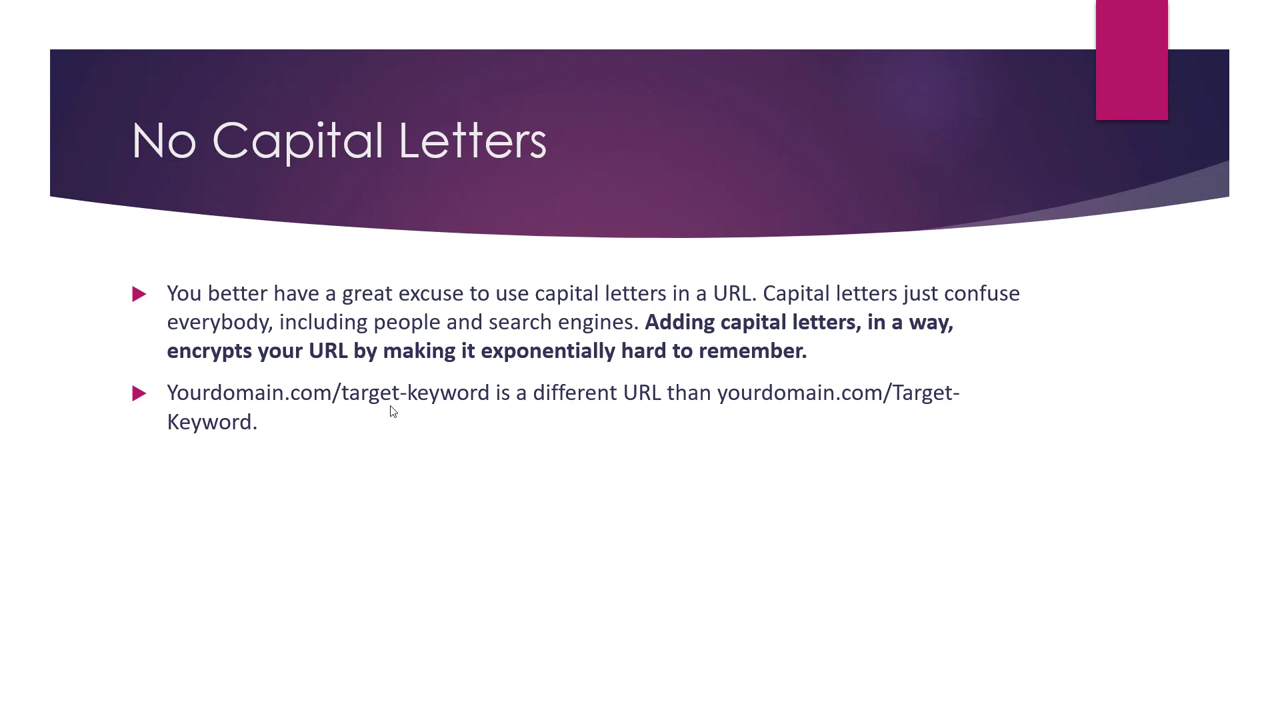 No Capital Letters
You better have a great excuse to use capital letters in a URL. Capital letters just confuse
everybody, including people and search engines. Adding capital letters, in a way,
encrypts your URL by making it exponentially hard to remember.
Yourdomain.com/target-keyword is a different URL than yourdomain.com/Target-
Keyword.